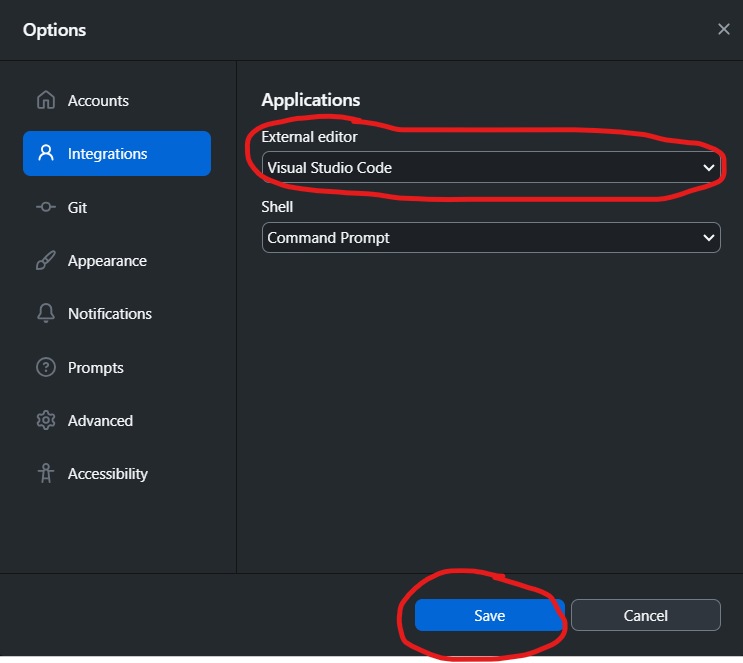 Options
Accounts
Integrations
Git
Appearance
Notifications
Prompts
Advanced
Accessibility
Applications
External editor
Visual Studio Code
Shell
Command Prompt
Save
Cancel